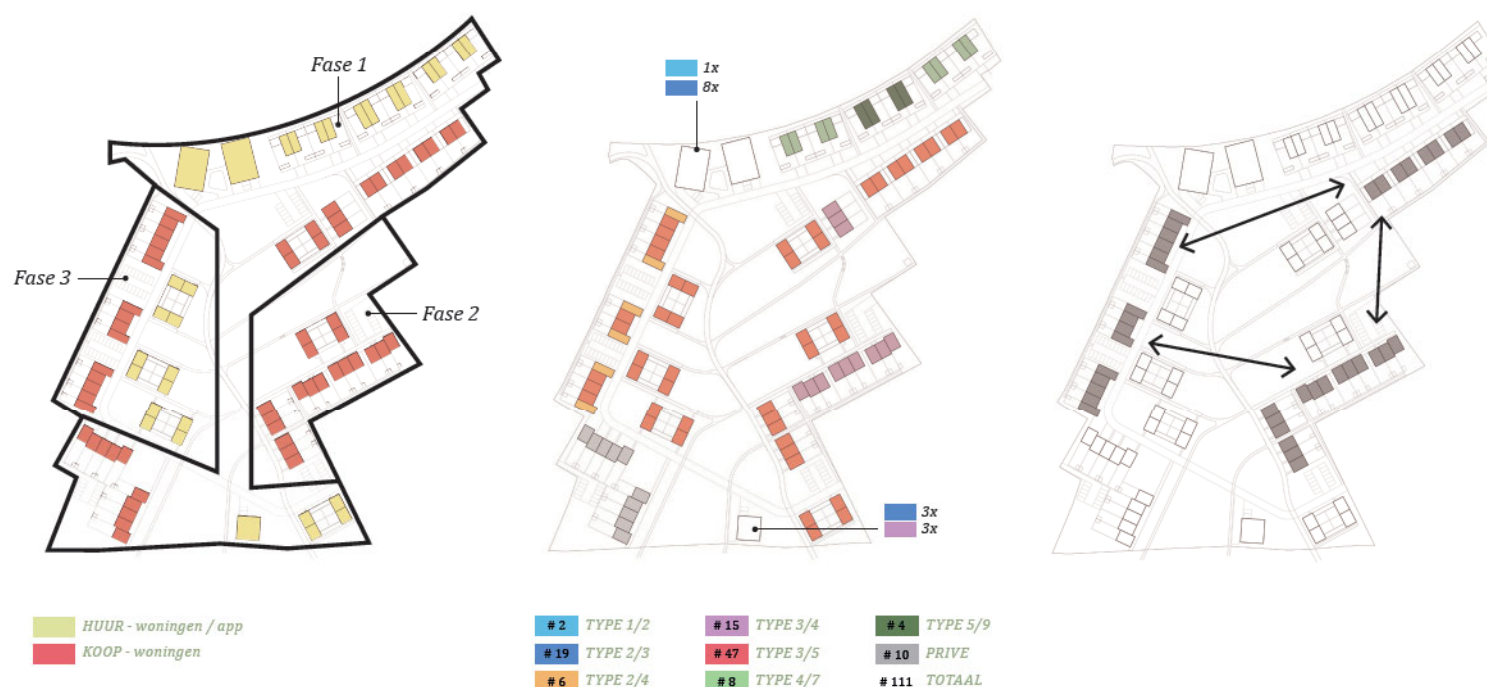 Fase 1
Fase 3
Fase 2
1x
8x
3x
3x
HUUR - woningen / app
KOOP - woningen
# 2 TYPE 1/2
# 19 TYPE 2/3
# 6 TYPE 2/4
# 15 TYPE 3/4
# 47 TYPE 3/5
# 8 TYPE 4/7
# 4 TYPE 5/9
# 10 PRIVE
# 111 TOTAAL